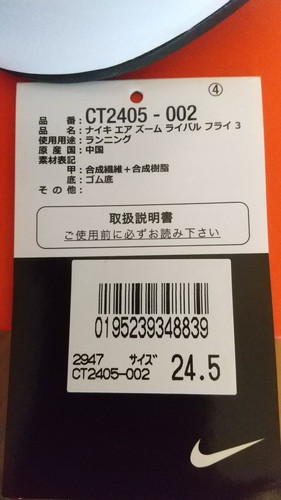 ④
品　　番： CT2405 - 002
品　　名：ナイキ エア ズーム ライバル フライ 3
使用用途：ランニング
原 産 国：中国
素材表記
甲：合成繊維＋合成樹脂
底：ゴム底
そ の 他：
取扱説明書
ご使用前に必ずお読み下さい
0195239348839
2947 サイズ
CT2405-002 24.5